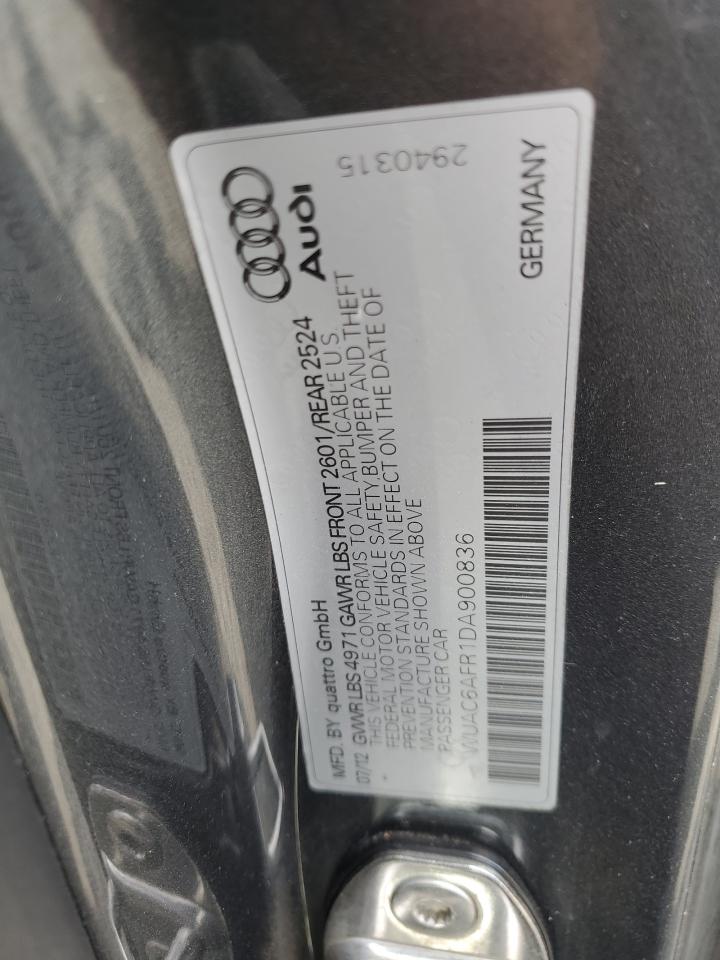 MFD. BY quattro GmbH
07/12 GVWR LBS 4971 GAWR LBS FRONT 2601/REAR 2524
THIS VEHICLE CONFORMS TO ALL APPLICABLE U.S.
FEDERAL MOTOR VEHICLE SAFETY, BUMPER AND THEFT
PREVENTION STANDARDS IN EFFECT ON THE DATE OF
MANUFACTURE SHOWN ABOVE
PASSENGER CAR
WUAC6AFR1DA900836
Audi
2940315
GERMANY